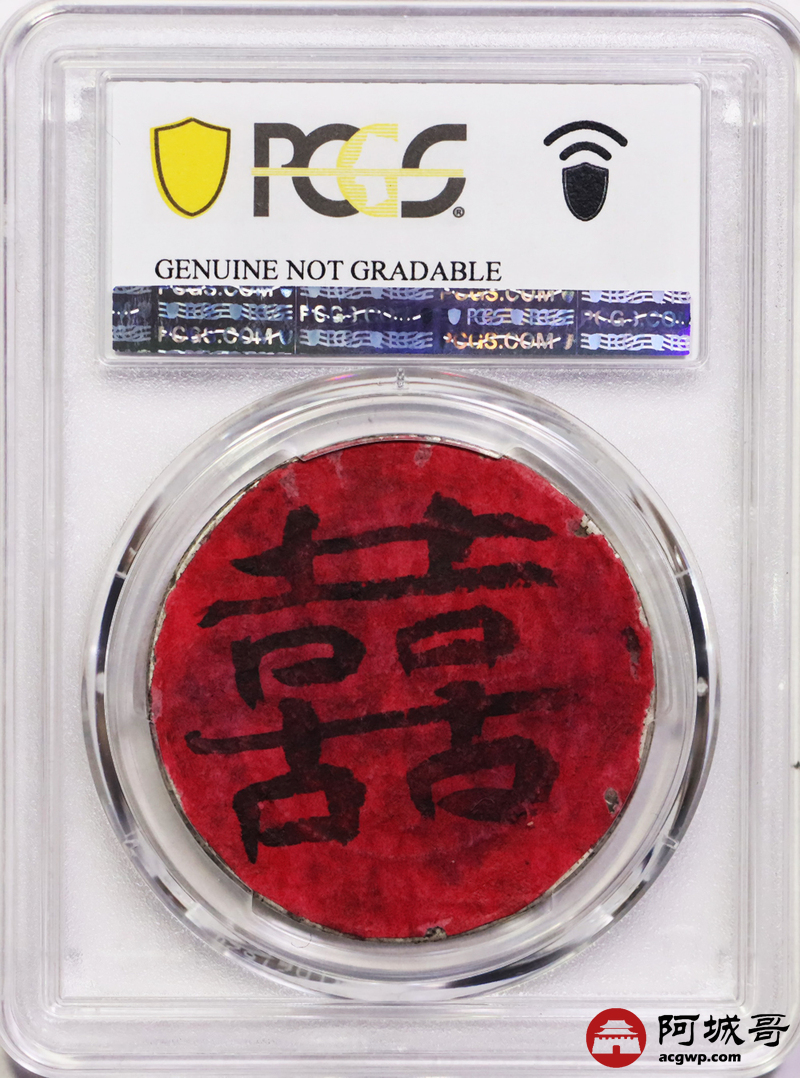 PCGS®
GENUINE NOT GRADABLE
囍
阿城哥
acgwp.com